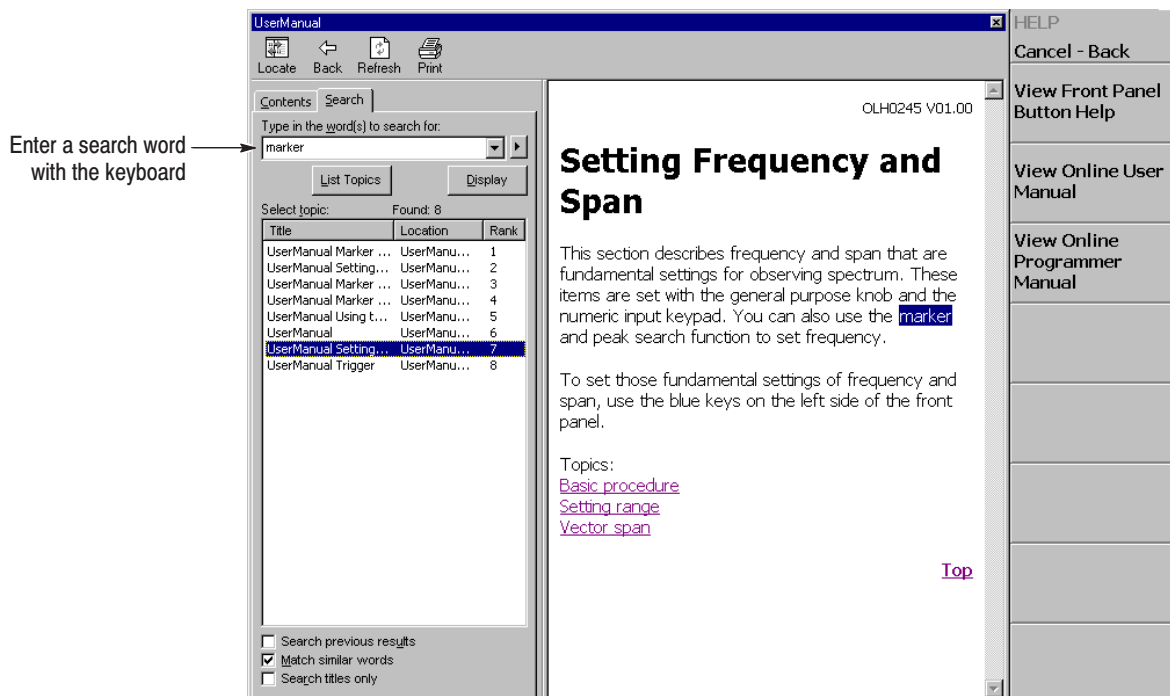 UserManual
Locate Back Refresh Print
Contents Search
Type in the word(s) to search for:
marker
List Topics Display
Select topic: Found: 8
Title Location Rank
UserManual Marker ... UserManu... 1
UserManual Setting... UserManu... 2
UserManual Marker ... UserManu... 3
UserManual Marker ... UserManu... 4
UserManual Using t... UserManu... 5
UserManual UserManu... 6
UserManual Setting... UserManu... 7
UserManual Trigger UserManu... 8
Search previous results
Match similar words
Search titles only
Enter a search word
with the keyboard
OLH0245 V01.00
Setting Frequency and
Span
This section describes frequency and span that are
fundamental settings for observing spectrum. These
items are set with the general purpose knob and the
numeric input keypad. You can also use the marker
and peak search function to set frequency.
To set those fundamental settings of frequency and
span, use the blue keys on the left side of the front
panel.
Topics:
Basic procedure
Setting range
Vector span
Top
HELP
Cancel - Back
View Front Panel
Button Help
View Online User
Manual
View Online
Programmer
Manual